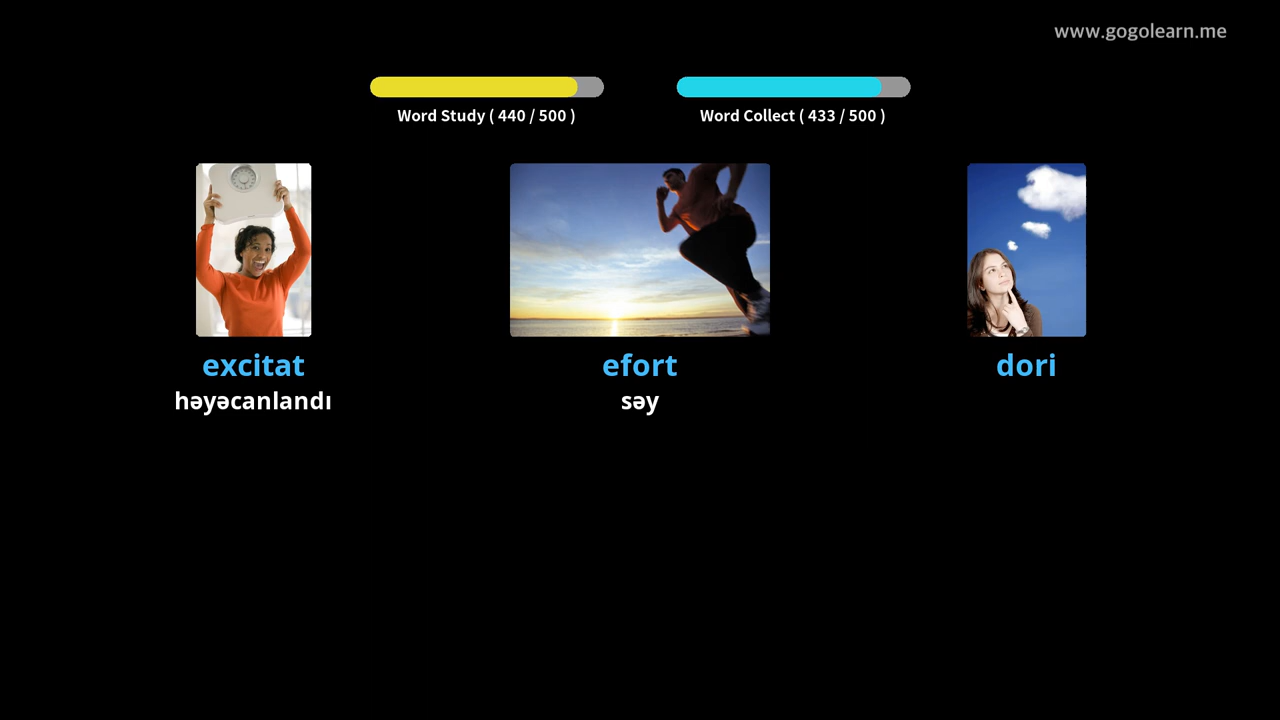 www.gogolearn.me
Word Study ( 440 / 500 )
Word Collect ( 433 / 500 )
excitat
həyəcanlandı
efort
səy
dori